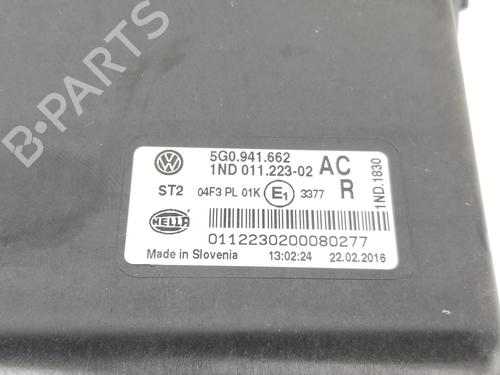 B-PARTS
5G0.941.662
1ND 011.223-02 AC
ST2 04F3 PL 01K E1 3377 R
1ND.1830
HELLA
0112230200080277
Made in Slovenia 13:02:24 22.02.2016